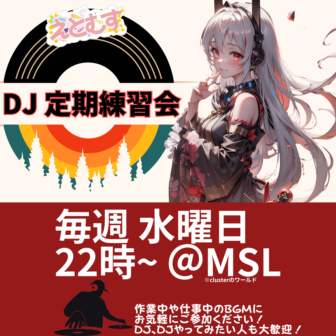 えとむす
DJ 定期練習会
毎週 水曜日
22時~ @MSL
※clusterのワールド
作業中や仕事中のBGMに
お気軽にご参加ください！
DJ、DJやってみたい人も大歓迎！